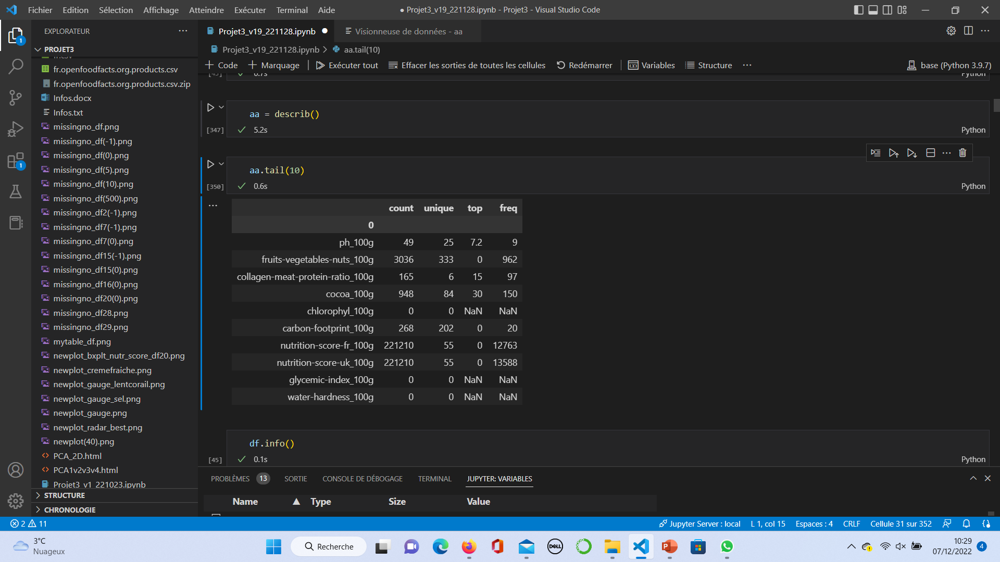 Fichier Edition Sélection Affichage Atteindre Exécuter Terminal Aide
● Projet3_v19_221128.ipynb - Projet3 - Visual Studio Code
EXPLORATEUR
PROJET3
fr.csv
fr.openfoodfacts.org.products.csv
fr.openfoodfacts.org.products.csv.zip
Infos.docx
Infos.txt
missingno_df.png
missingno_df(-1).png
missingno_df(0).png
missingno_df(5).png
missingno_df(10).png
missingno_df(500).png
missingno_df2(-1).png
missingno_df7(-1).png
missingno_df7(0).png
missingno_df15(-1).png
missingno_df15(0).png
missingno_df16(0).png
missingno_df20(0).png
missingno_df28.png
missingno_df29.png
mytable_df.png
newplot_bxplt_nutr_score_df20.png
newplot_cremefraiche.png
newplot_gauge_lentcorail.png
newplot_gauge_sel.png
newplot_gauge.png
newplot_radar_best.png
newplot(40).png
PCA_2D.html
PCA1v2v3v4.html
Projet3_v1_221023.ipynb
STRUCTURE
CHRONOLOGIE
Projet3_v19_221128.ipynb ●
Visionneuse de données - aa
Projet3_v19_221128.ipynb > aa.tail(10)
+ Code + Marquage Exécuter tout Effacer les sorties de toutes les cellules Redémarrer Variables Structure ···
base (Python 3.9.7)
[43] 0.7s Python
aa = describ()
[347] 5.2s Python
aa.tail(10)
[350] 0.6s Python
count unique top freq
0
ph_100g 49 25 7.2 9
fruits-vegetables-nuts_100g 3036 333 0 962
collagen-meat-protein-ratio_100g 165 6 15 97
cocoa_100g 948 84 30 150
chlorophyl_100g 0 0 NaN NaN
carbon-footprint_100g 268 202 0 20
nutrition-score-fr_100g 221210 55 0 12763
nutrition-score-uk_100g 221210 55 0 13588
glycemic-index_100g 0 0 NaN NaN
water-hardness_100g 0 0 NaN NaN
df.info()
[45] 0.1s Python
PROBLÈMES 13 SORTIE CONSOLE DE DÉBOGAGE TERMINAL JUPYTER: VARIABLES
Name ▲ Type Size Value
2 11
Jupyter Server : local L 1, col 15 Espaces : 4 CRLF Cellule 31 sur 352
3°C
Nuageux
Recherche
DELL
10:29
07/12/2022
4